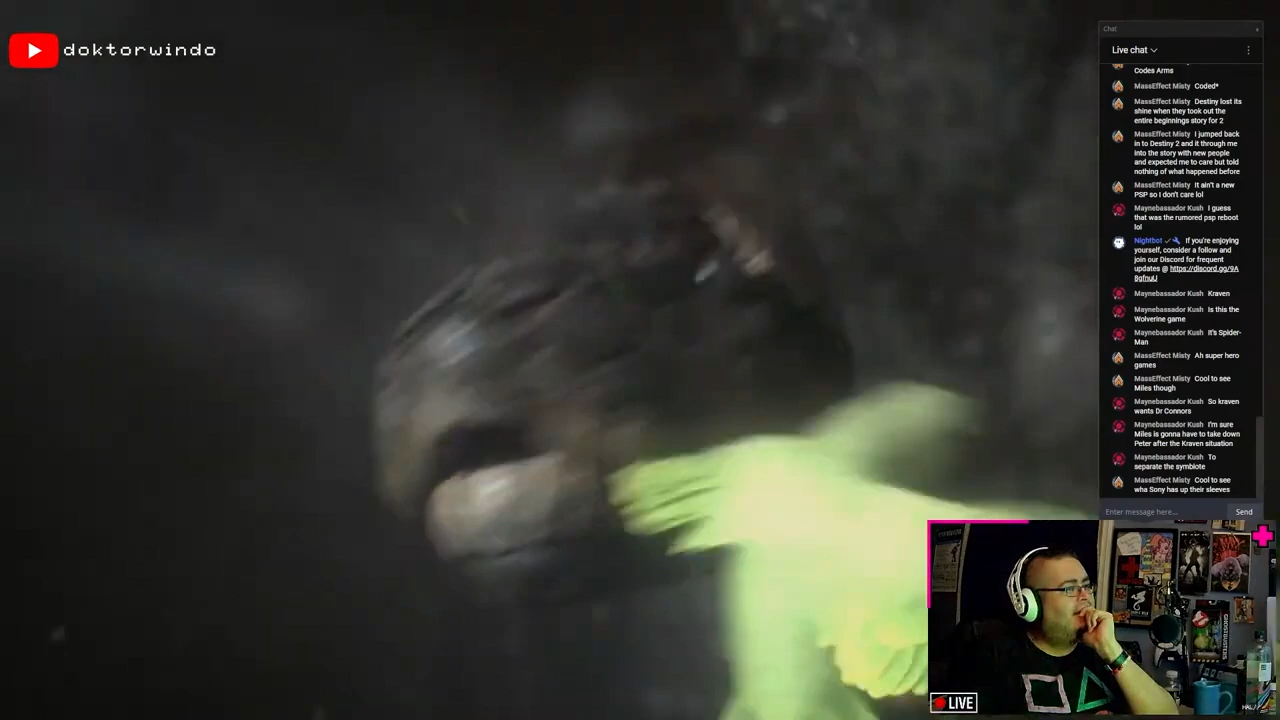 doktorwindo
Chat
Live chat
Codes Arms
MassEffect Misty Coded*
MassEffect Misty Destiny lost its
shine when they took out the
entire beginnings story for 2
MassEffect Misty I jumped back
in to Destiny 2 and it through me
into the story with new people
and expected me to care but told
nothing of what happened before
MassEffect Misty It ain't a new
PSP so I don't care lol
Maynebassador Kush I guess
that was the rumored psp reboot
lol
Nightbot If you're enjoying
yourself, consider a follow and
join our Discord for frequent
updates @ https://discord.gg/9A
8gfnuU
Maynebassador Kush Kraven
Maynebassador Kush Is this the
Wolverine game
Maynebassador Kush It's Spider-
Man
MassEffect Misty Ah super hero
games
MassEffect Misty Cool to see
Miles though
Maynebassador Kush So kraven
wants Dr Connors
Maynebassador Kush I'm sure
Miles is gonna have to take down
Peter after the Kraven situation
Maynebassador Kush To
separate the symbiote
MassEffect Misty Cool to see
wha Sony has up their sleeves
Enter message here...
Send
GHOSTBUSTERS
LIVE